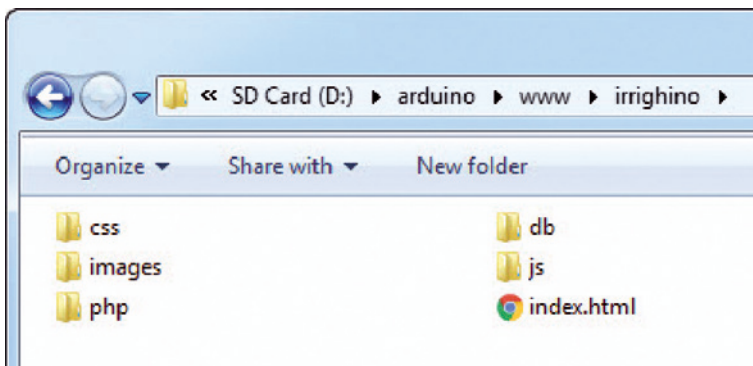 « SD Card (D:) ▸ arduino ▸ www ▸ irrighino ▸
Organize Share with New folder
css db
images js
php index.html